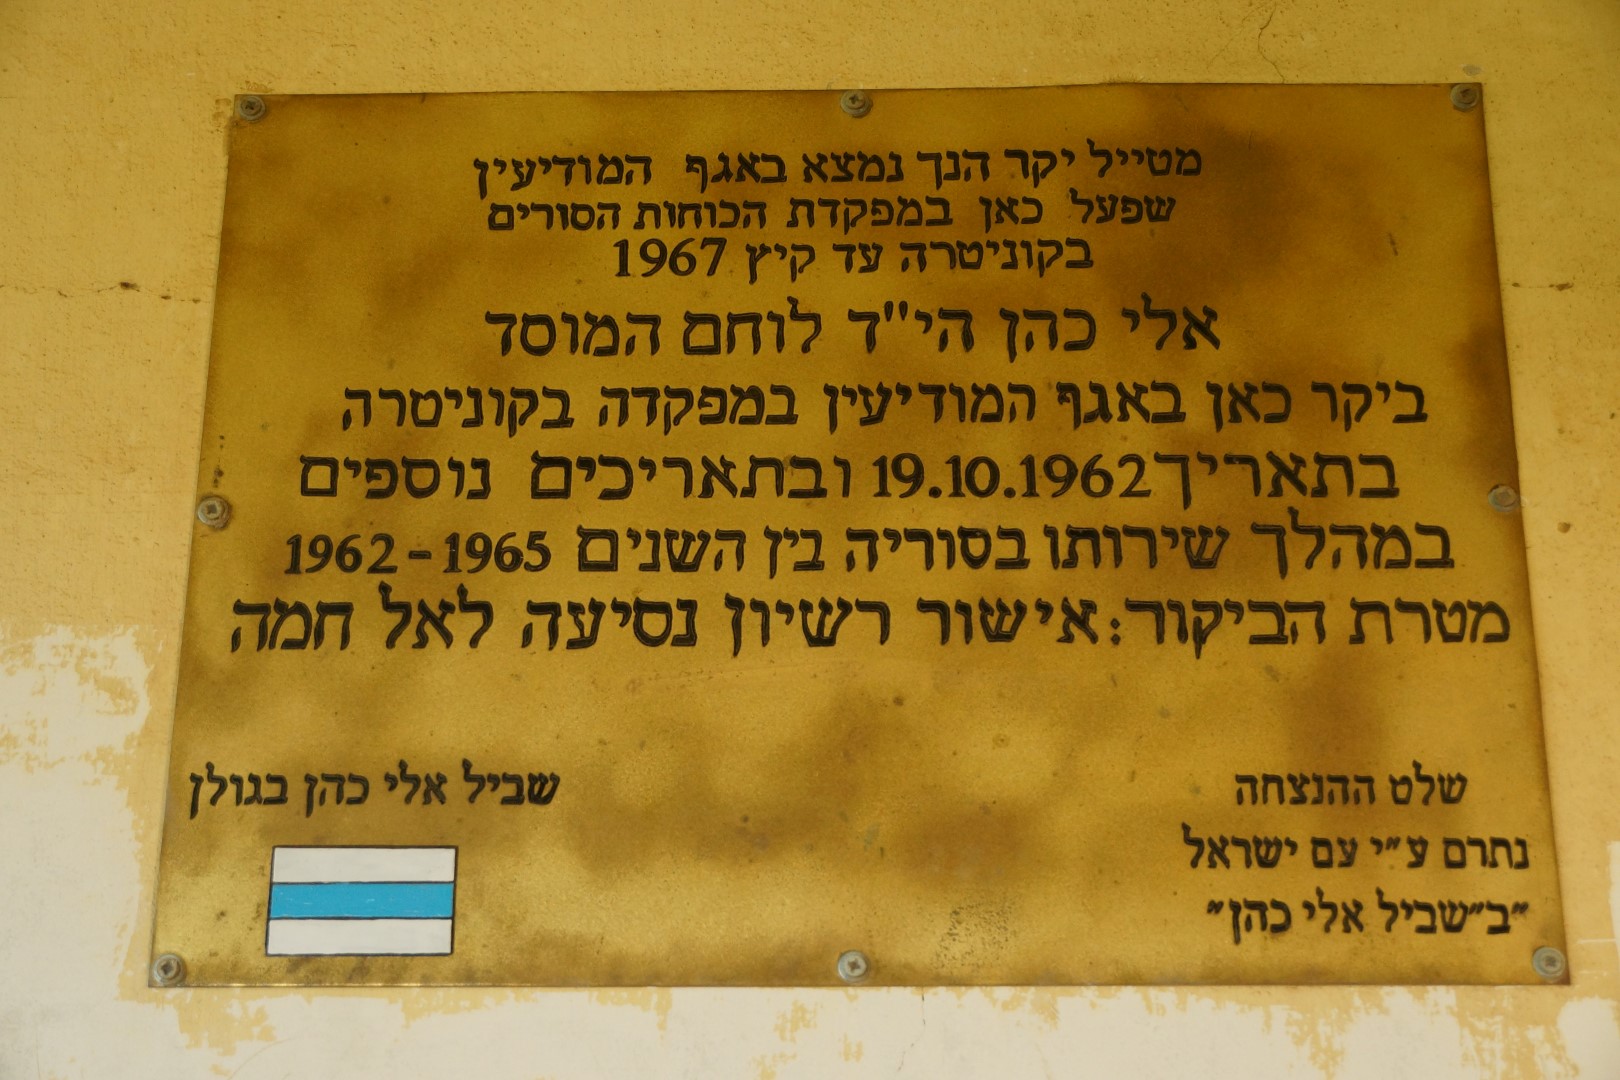 מטייל יקר הנך נמצא באגף המודיעין
שפעל כאן במפקדת הכוחות הסורים
בקוניטרה עד קיץ 1967
אלי כהן הי"ד לוחם המוסד
ביקר כאן באגף המודיעין במפקדה בקוניטרה
בתאריך 19.10.1962 ובתאריכים נוספים
במהלך שירותו בסוריה בין השנים 1962-1965
מטרת הביקור: אישור רשיון נסיעה לאל חמה
שלט ההנצחה
נתרם ע"י עם ישראל
"ב"שביל אלי כהן"
שביל אלי כהן בגולן